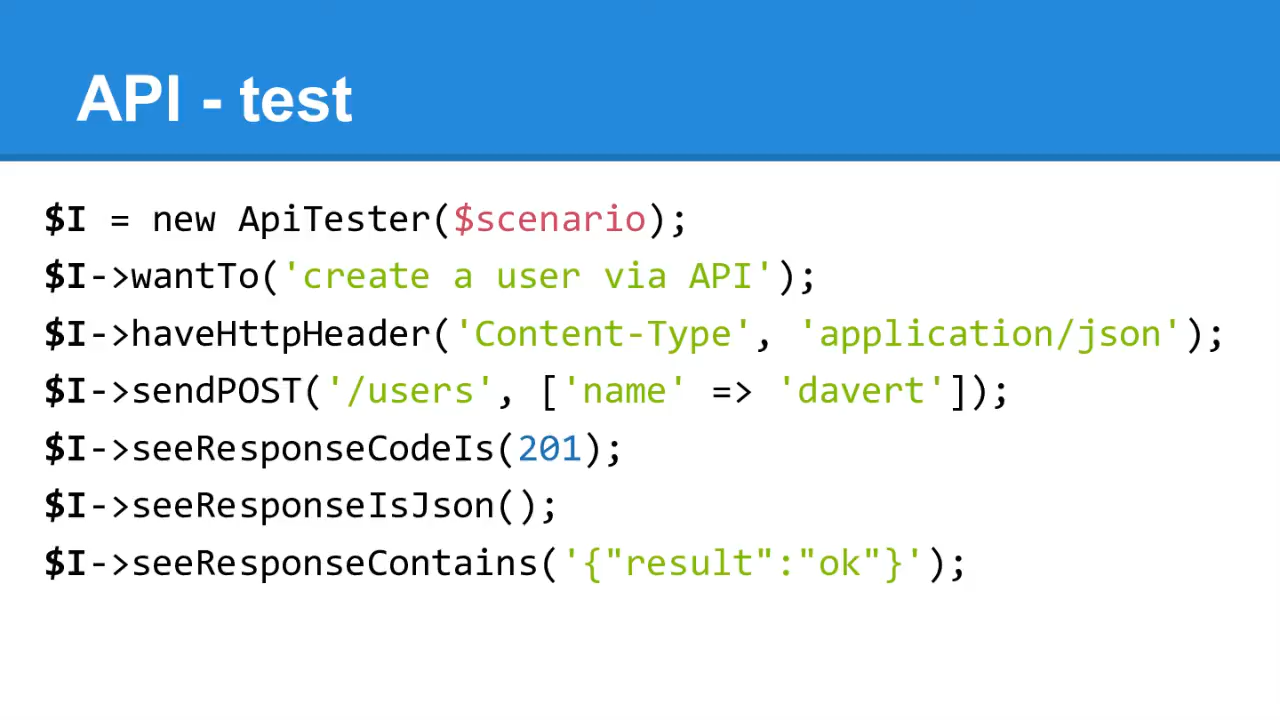 API - test
$I = new ApiTester($scenario);
$I->wantTo('create a user via API');
$I->haveHttpHeader('Content-Type', 'application/json');
$I->sendPOST('/users', ['name' => 'davert']);
$I->seeResponseCodeIs(201);
$I->seeResponseIsJson();
$I->seeResponseContains('{"result":"ok"}');